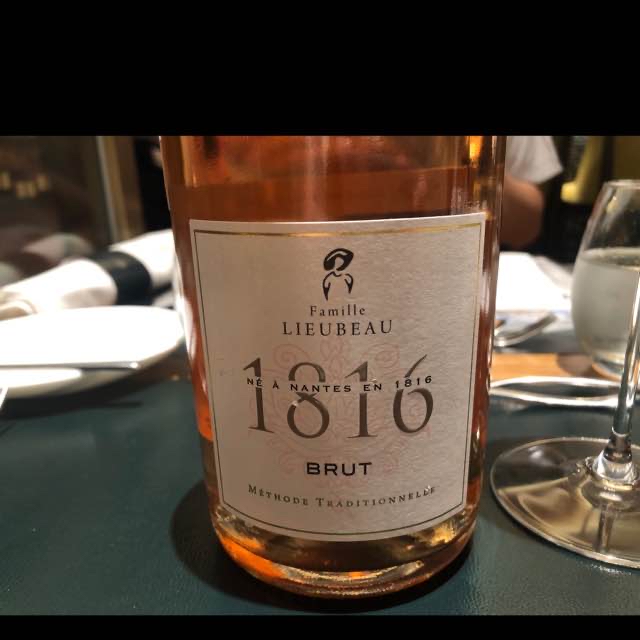 Famille
LIEUBEAU
1816
NÉ À NANTES EN 1816
BRUT
MÉTHODE TRADITIONNELLE